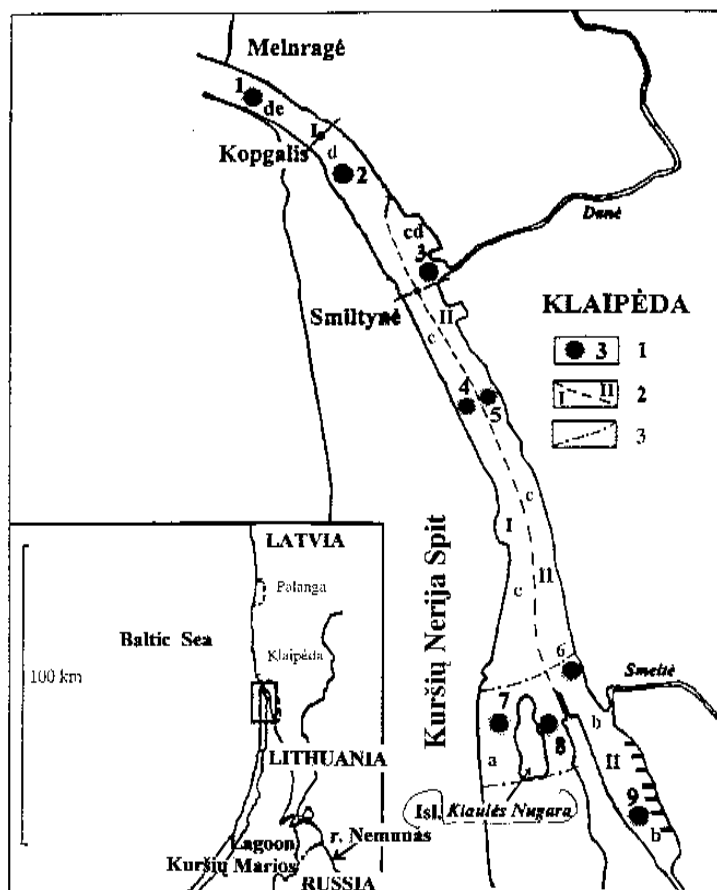 Melnragė
1
de
I
Kopgalis
d
2
Danė
cd
3
Smiltynė
II
c
KLAIPĖDA
3 1
I II 2
3
4
5
c
I
II
c
Kuršių Nerija Spit
6
Smeltė
7
8
b
a
II
9
b
Isl. Kiaulės Nugara
LATVIA
Palanga
Baltic Sea
Klaipėda
100 km
LITHUANIA
r. Nemunas
Lagoon
Kuršių Marios
RUSSIA